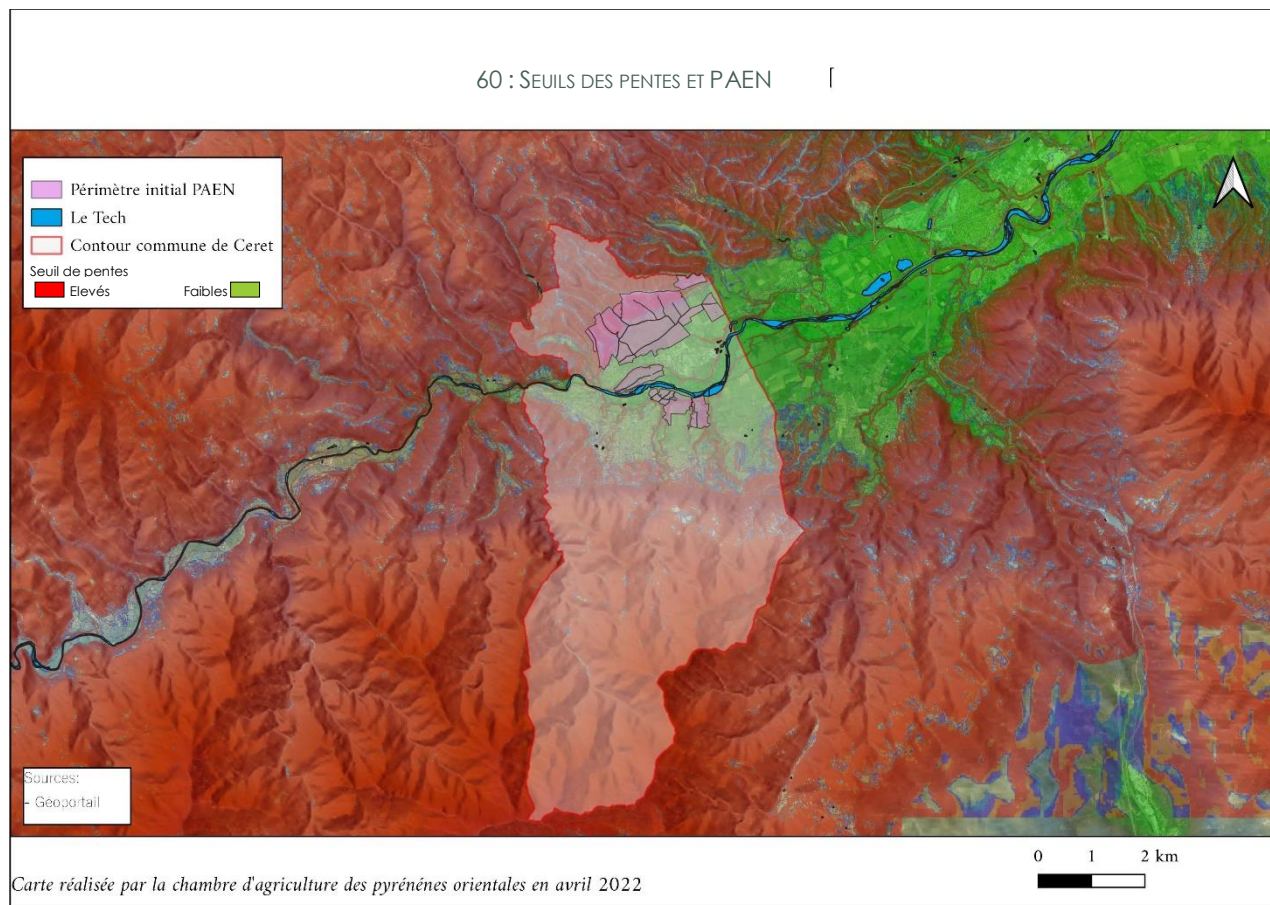 60 : SEUILS DES PENTES ET PAEN
Périmètre initial PAEN
Le Tech
Contour commune de Ceret
Seuil de pentes
Elevés Faibles
Sources:
- Géoportail
0 1 2 km
Carte réalisée par la chambre d'agriculture des pyrénénes orientales en avril 2022